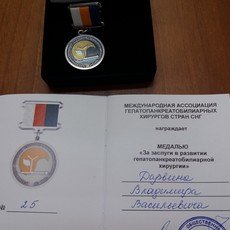 МЕЖДУНАРОДНАЯ АССОЦИАЦИЯ
ГЕПАТОПАНКРЕАТОБИЛИАРНЫХ
ХИРУРГОВ СТРАН СНГ
награждает
МЕДАЛЬЮ
«За заслуги в развитии
гепатопанкреатобилиарной
хирургии»
Дарвина
Владимира
Васильевича
№ 25